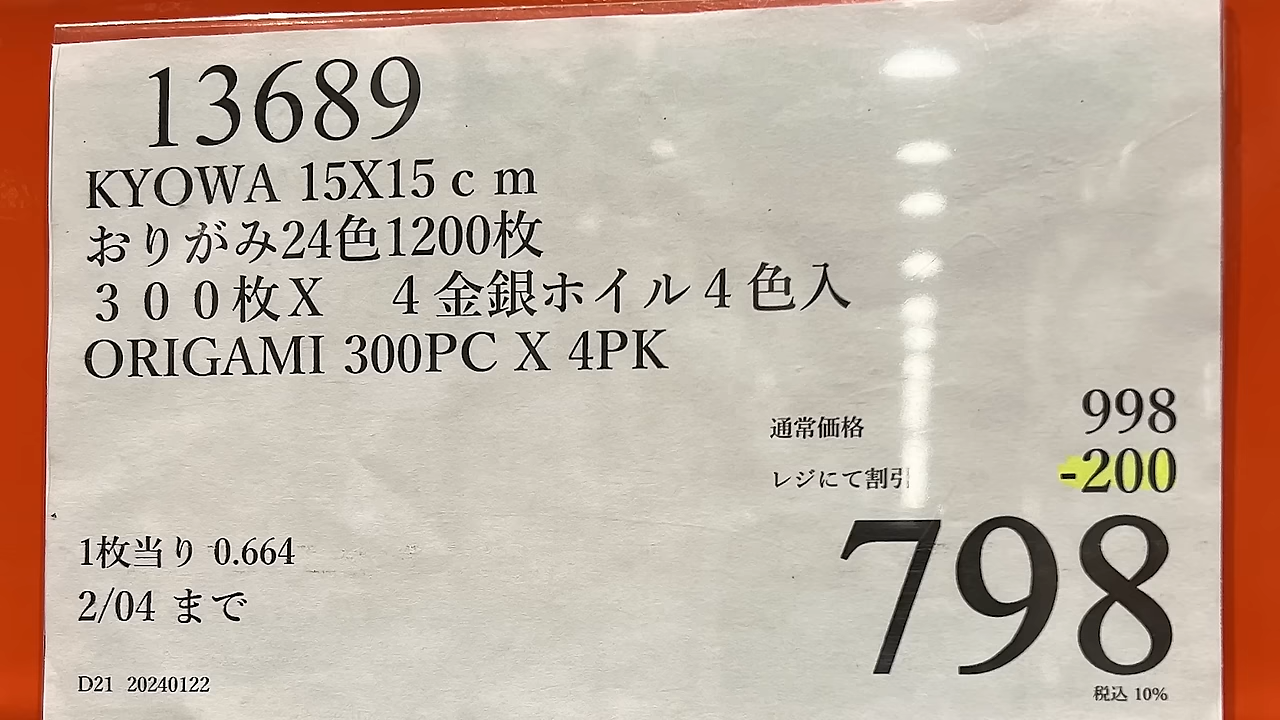 13689
KYOWA 15X15ｃｍ
おりがみ24色1200枚
３００枚X　４金銀ホイル４色入
ORIGAMI 300PC X 4PK
通常価格 998
レジにて割引 -200
798
1枚当り 0.664
2/04 まで
D21 20240122
税込 10%